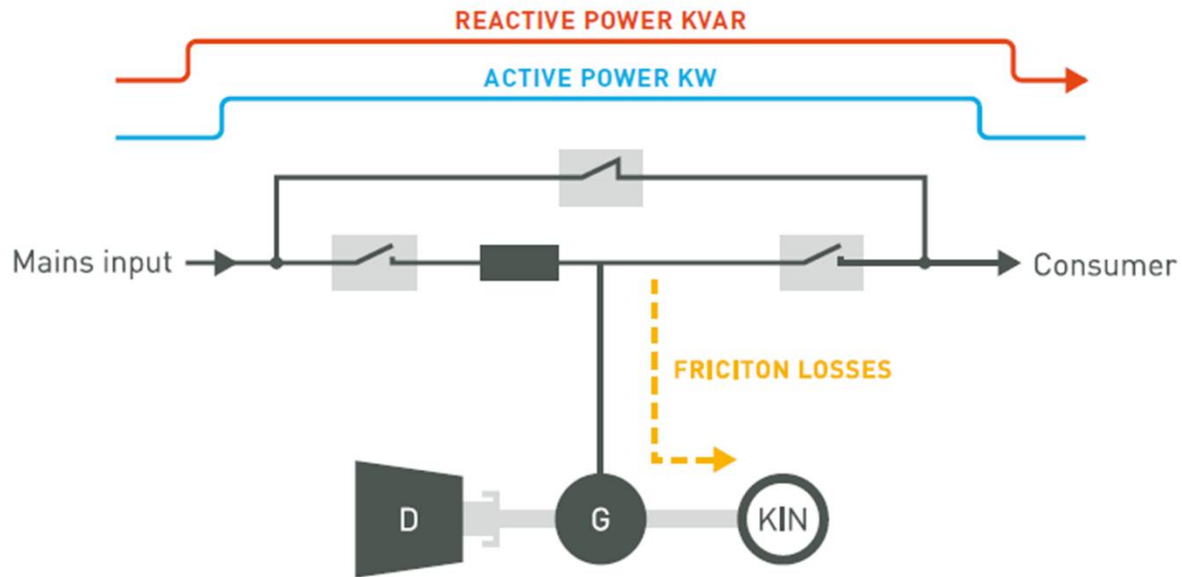 REACTIVE POWER KVAR
ACTIVE POWER KW
Mains input
Consumer
FRICITON LOSSES
D
G
KIN